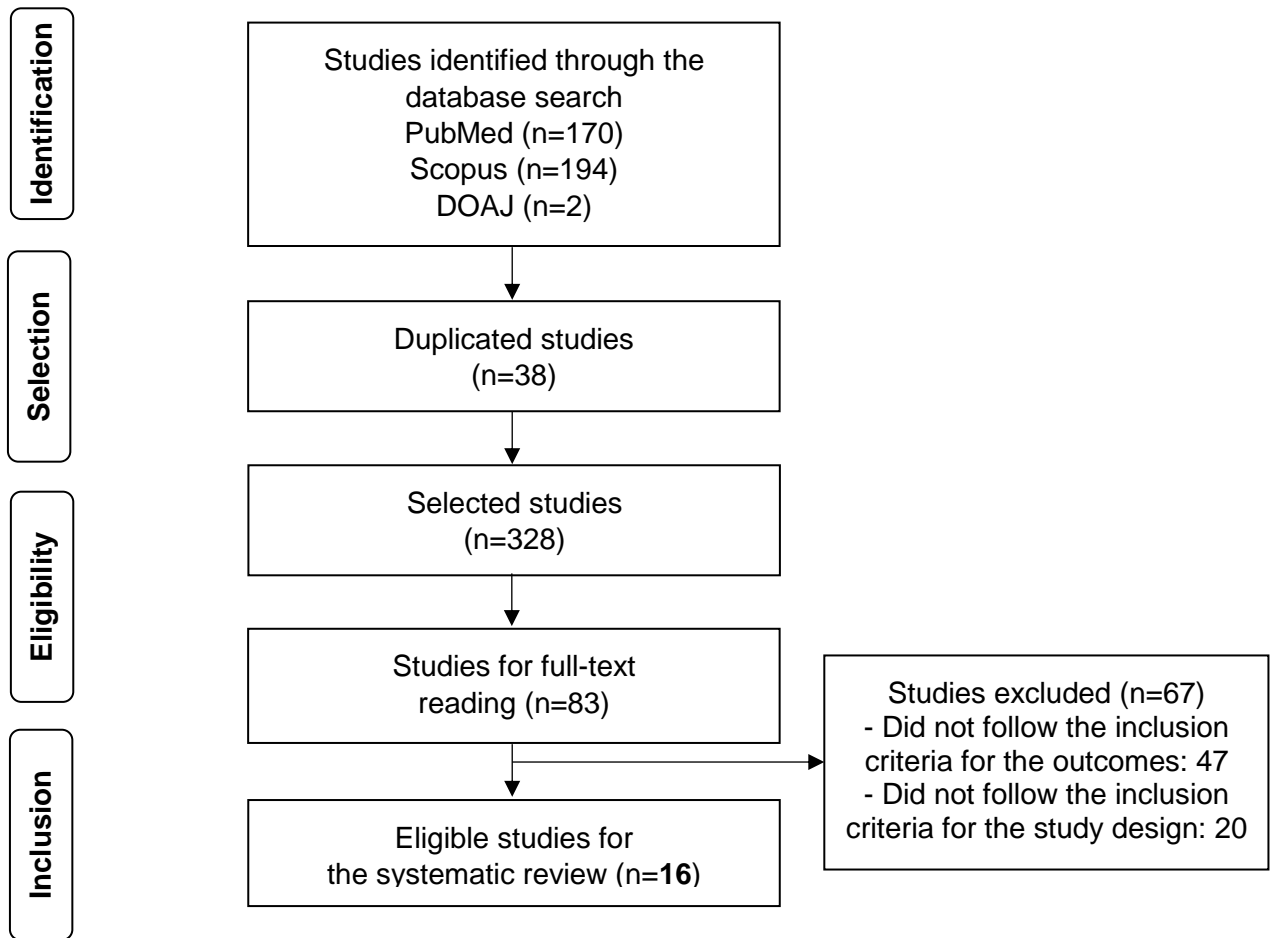 Identification
Studies identified through the
database search
PubMed (n=170)
Scopus (n=194)
DOAJ (n=2)
Selection
Duplicated studies
(n=38)
Selected studies
(n=328)
Eligibility
Studies for full-text
reading (n=83)
Studies excluded (n=67)
- Did not follow the inclusion
criteria for the outcomes: 47
- Did not follow the inclusion
criteria for the study design: 20
Inclusion
Eligible studies for
the systematic review (n=16)